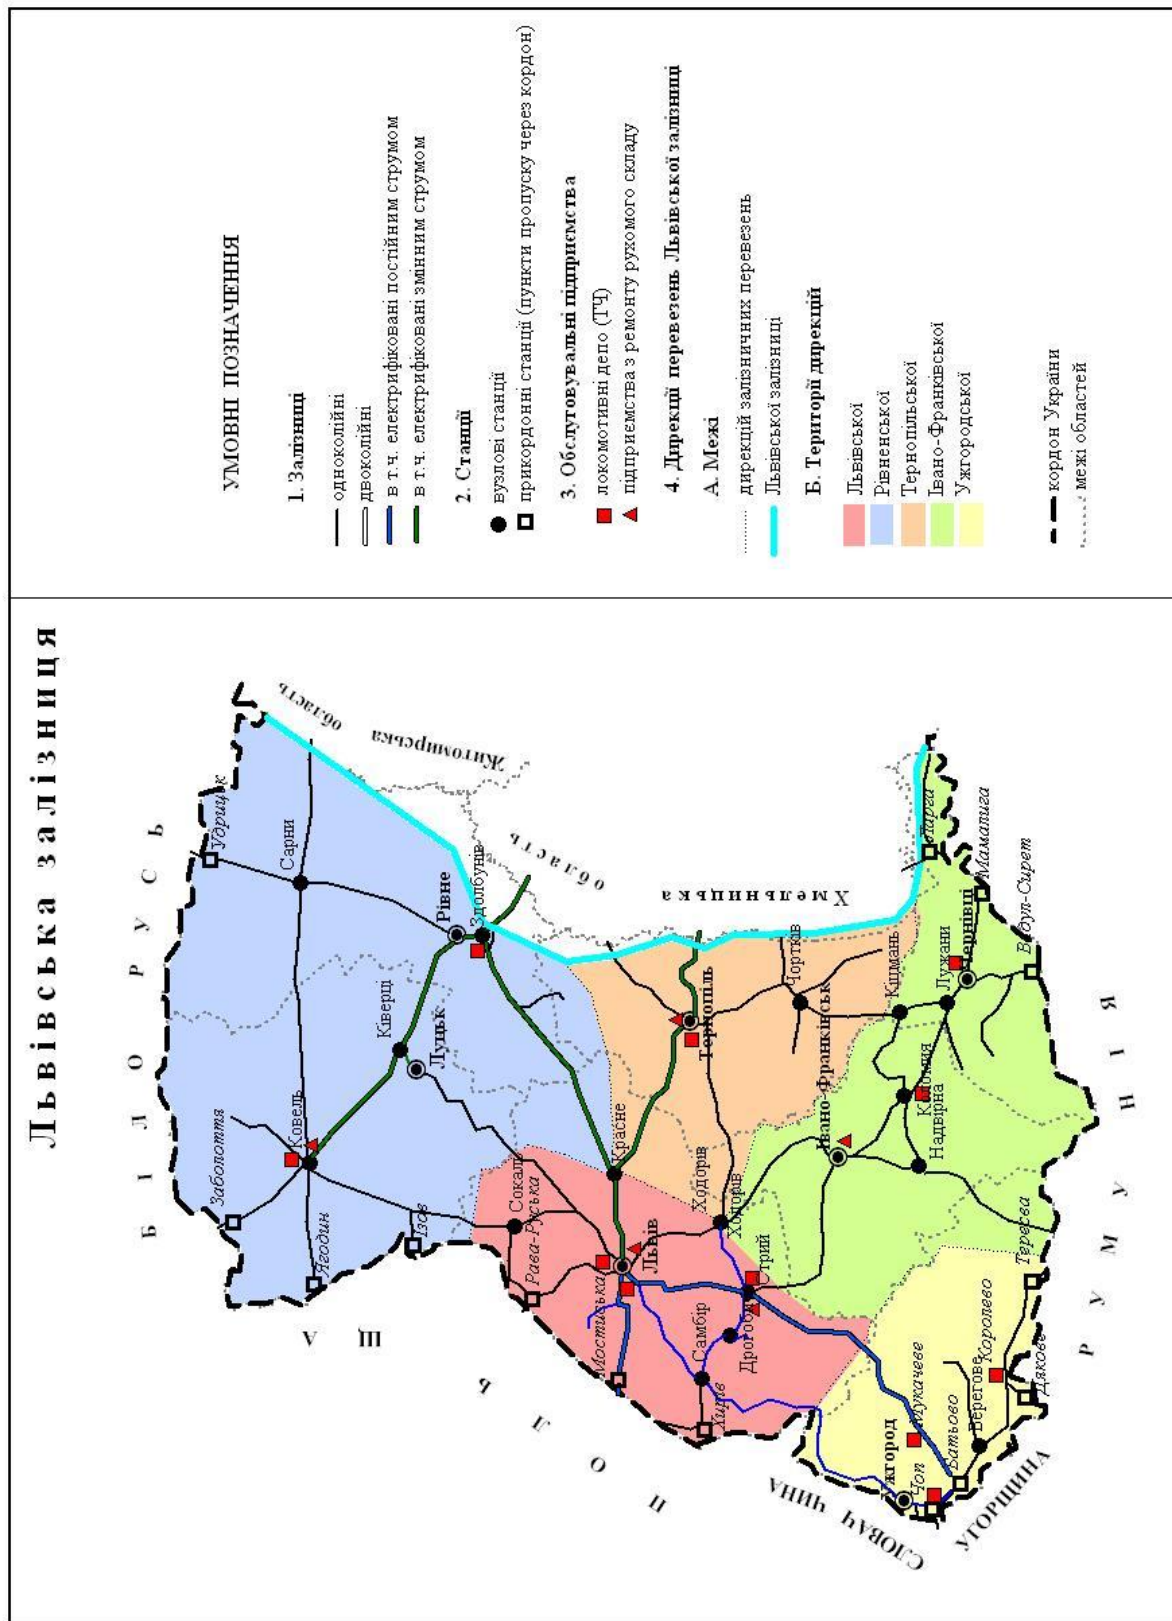 Львівська залізниця
БІЛОРУСЬ
ПОЛЬЩА
СЛОВАЧ ЧИНА
УГОРЩИНА
РУМУНІЯ
Житомирська область
Хмельницька область
Удрицьк
Сарни
Заболоття
Ковель
Ягодин
Ізов
Ківерці
Луцьк
Рівне
Здолбунів
Сокаль
Рава-Руська
Красне
Львів
Мостиська
Тернопіль
Ходорів
Ходорів
Самбір
Дрогобич
Стрий
Хирів
Чортків
Івано-Франківськ
Кіцмань
Лужани
Чернівці
Коломия
Надвірна
Ларга
Мамалига
Вадул-Сирет
Тересва
Королево
Дякове
Мукачеве
Берегове
Батьово
Ужгород
Чоп
УМОВНІ ПОЗНАЧЕННЯ
1. Залізниці
одноколійні
двоколійні
в т.ч. електрифіковані постійним струмом
в т.ч. електрифіковані змінним струмом
2. Станції
вузлові станції
прикордонні станції (пункти пропуску через кордон)
3. Обслуговувальні підприємства
локомотивні депо (ТЧ)
підприємства з ремонту рухомого складу
4. Дирекції перевезень Львівської залізниці
А. Межі
дирекцій залізничних перевезень
Львівської залізниці
Б. Території дирекцій
Львівської
Рівненської
Тернопільської
Івано-Франківської
Ужгородської
кордон України
межі областей